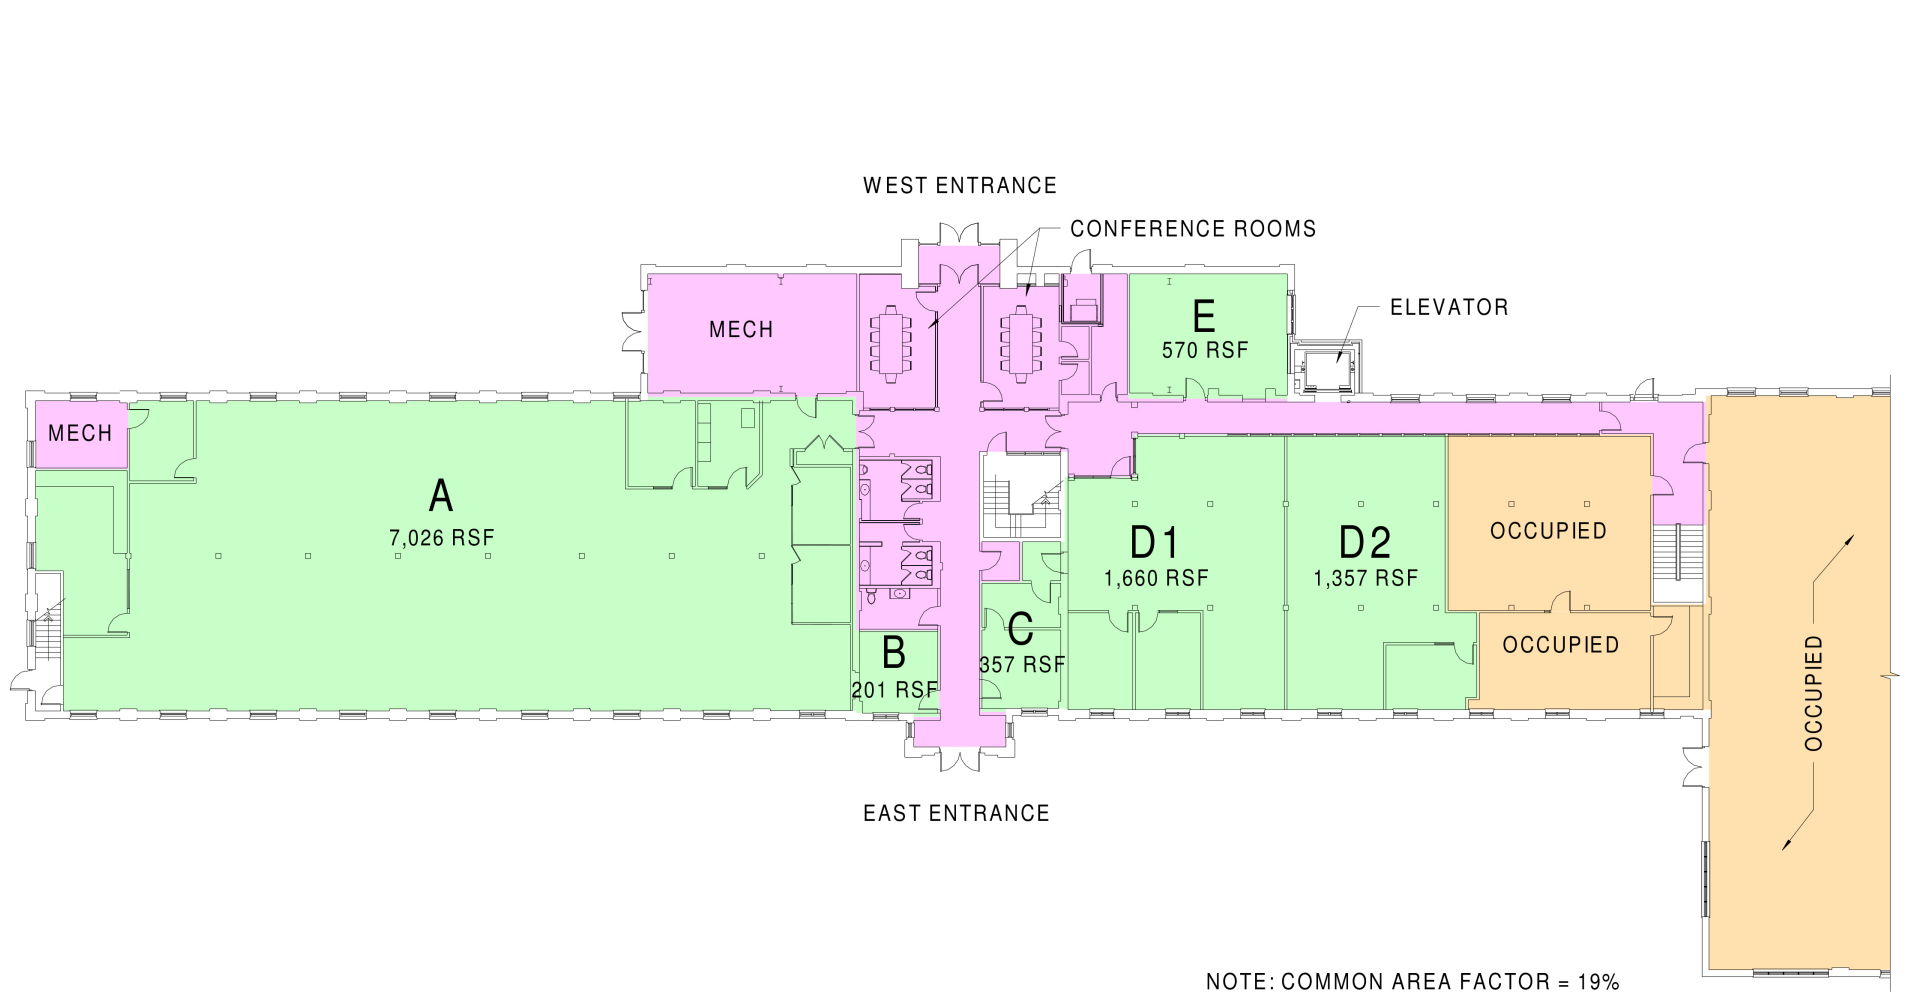 WEST ENTRANCE
CONFERENCE ROOMS
ELEVATOR
MECH
E
570 RSF
MECH
A
7,026 RSF
D1
1,660 RSF
D2
1,357 RSF
OCCUPIED
B
201 RSF
C
357 RSF
OCCUPIED
OCCUPIED
EAST ENTRANCE
NOTE: COMMON AREA FACTOR = 19%